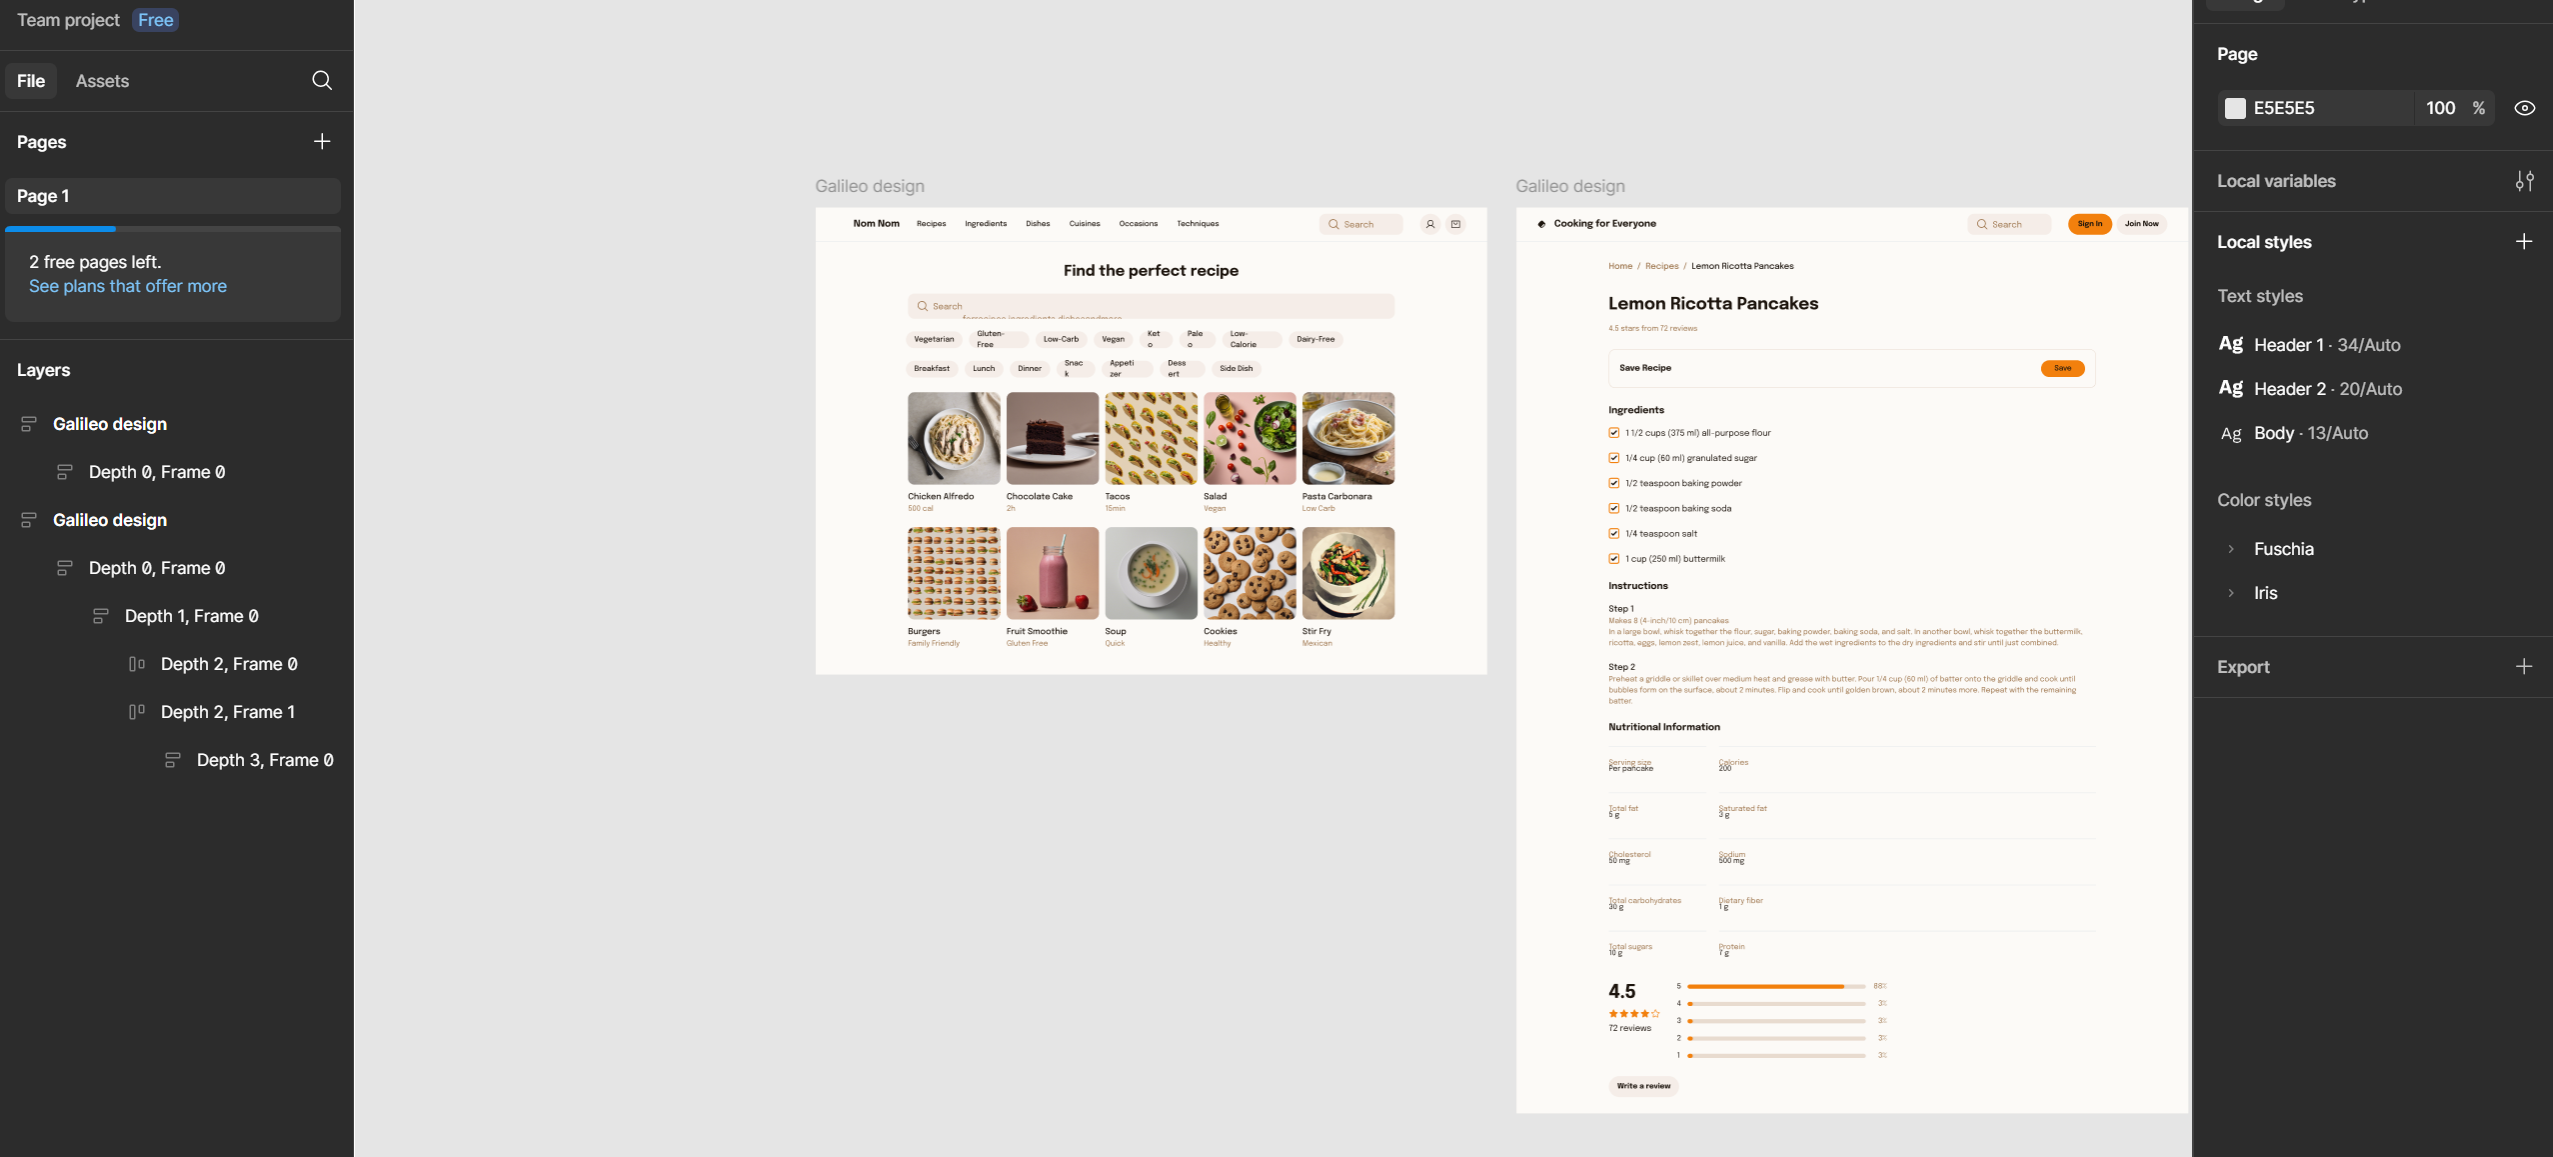 Team project Free
File Assets
Pages
Page 1
2 free pages left.
See plans that offer more
Layers
Galileo design
Depth 0, Frame 0
Galileo design
Depth 0, Frame 0
Depth 1, Frame 0
Depth 2, Frame 0
Depth 2, Frame 1
Depth 3, Frame 0
Galileo design
Nom Nom Recipes Ingredients Dishes Cuisines Occasions Techniques Search
Find the perfect recipe
Search
Vegetarian Gluten-Free Low-Carb Vegan Keto Paleo Low-Calorie Dairy-Free
Breakfast Lunch Dinner Snack Appetizer Dessert Side Dish
Chicken Alfredo Chocolate Cake Tacos Salad Pasta Carbonara
500 cal 2h 15min Vegan Low Carb
Burgers Fruit Smoothie Soup Cookies Stir Fry
Family Friendly Gluten Free Quick Healthy Mexican
Galileo design
Cooking for Everyone Search Sign In Join Now
Home / Recipes / Lemon Ricotta Pancakes
Lemon Ricotta Pancakes
4.5 stars from 72 reviews
Save Recipe Save
Ingredients
1 1/2 cups (375 ml) all-purpose flour
1/4 cup (60 ml) granulated sugar
1/2 teaspoon baking powder
1/2 teaspoon baking soda
1/4 teaspoon salt
1 cup (250 ml) buttermilk
Instructions
Step 1
Makes 8 (4-inch/10 cm) pancakes
In a large bowl, whisk together the flour, sugar, baking powder, baking soda, and salt. In another bowl, whisk together the buttermilk,
ricotta, eggs, lemon zest, lemon juice, and vanilla. Add the wet ingredients to the dry ingredients and stir until just combined.
Step 2
Preheat a griddle or skillet over medium heat and grease with butter. Pour 1/4 cup (60 ml) of batter onto the griddle and cook until
bubbles form on the surface, about 2 minutes. Flip and cook until golden brown, about 2 minutes more. Repeat with the remaining
batter.
Nutritional Information
Serving size Calories
Per pancake 200
Total fat Saturated fat
5 g 3 g
Cholesterol Sodium
50 mg 500 mg
Total carbohydrates Dietary fiber
30 g 1 g
Total sugars Protein
10 g 7 g
4.5
72 reviews
5 88%
4 3%
3 3%
2 3%
1 3%
Write a review
Page
E5E5E5 100 %
Local variables
Local styles
Text styles
Ag Header 1 · 34/Auto
Ag Header 2 · 20/Auto
Ag Body · 13/Auto
Color styles
Fuschia
Iris
Export